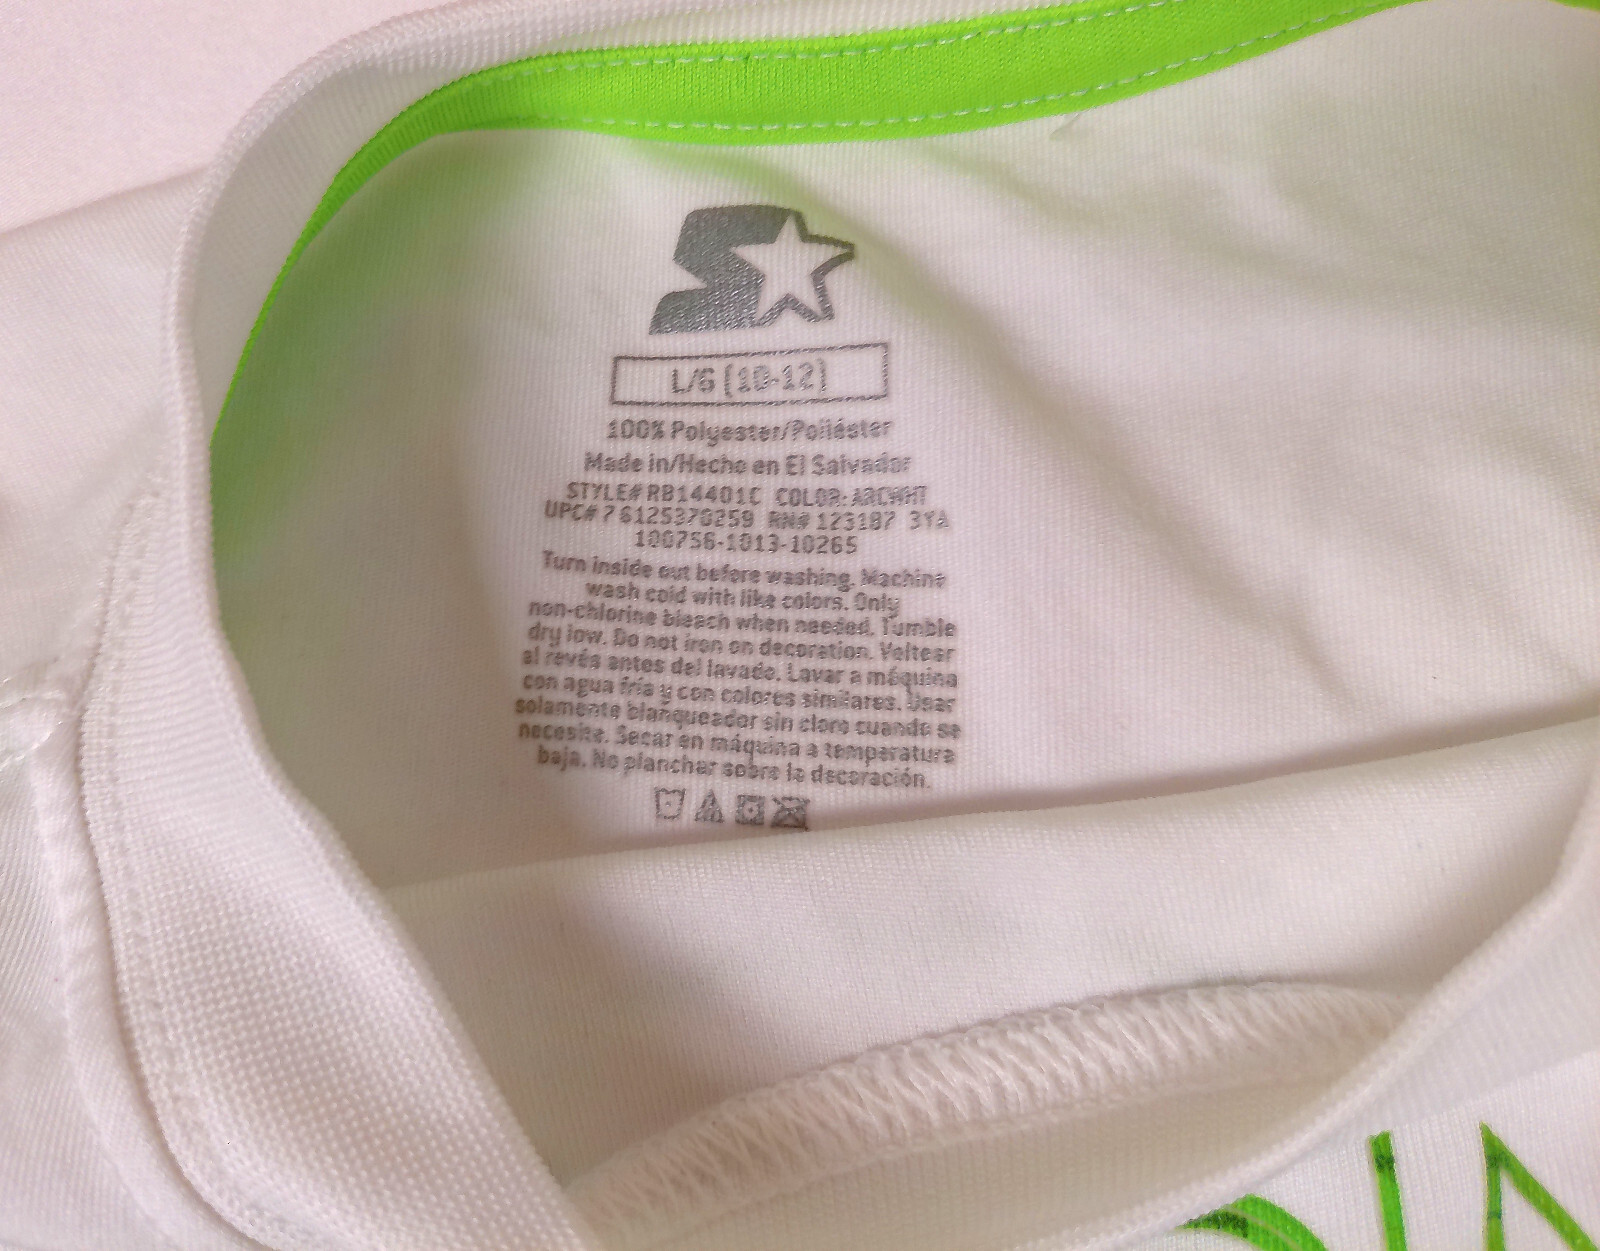 L/G (10-12)
100% Polyester/Poliéster
Made in/Hecho en El Salvador
STYLE# RB14401C COLOR: ARCWHT
UPC# 7 6125370259 RN# 123187 3YA
100756-1013-10265
Turn inside out before washing. Machine
wash cold with like colors. Only
non-chlorine bleach when needed. Tumble
dry low. Do not iron on decoration. Voltear
al revés antes del lavado. Lavar a máquina
con agua fría y con colores similares. Usar
solamente blanqueador sin cloro cuando se
necesite. Secar en máquina a temperatura
baja. No planchar sobre la decoración.